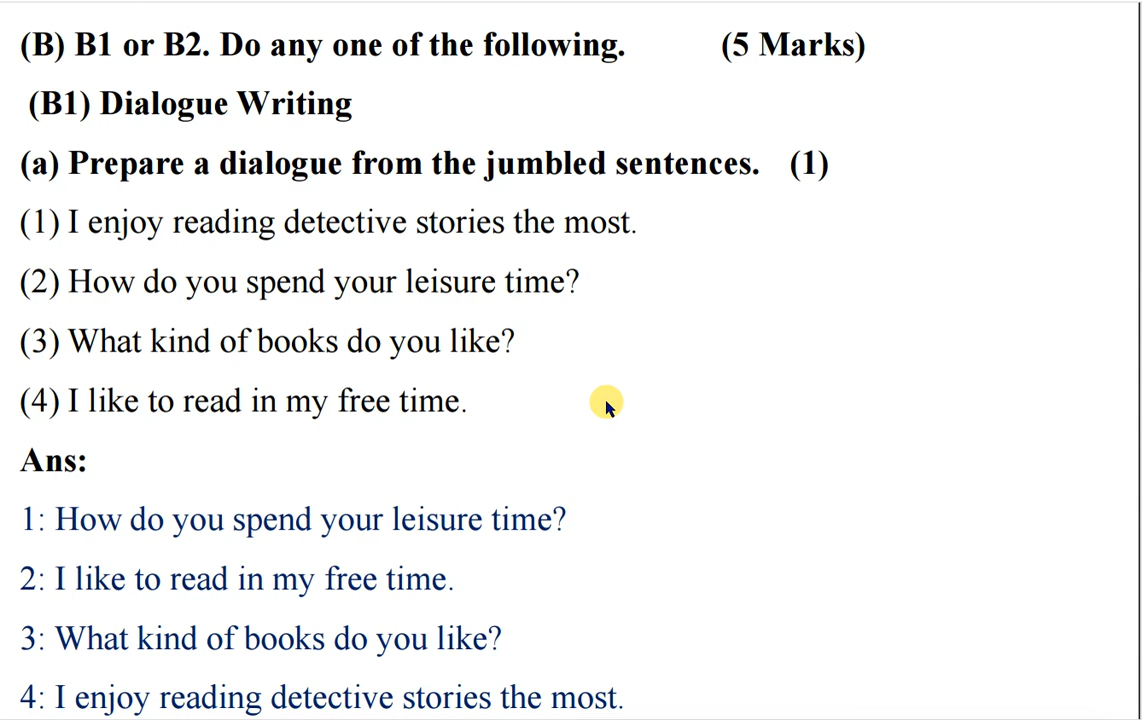 (B) B1 or B2. Do any one of the following. (5 Marks)
(B1) Dialogue Writing
(a) Prepare a dialogue from the jumbled sentences. (1)
(1) I enjoy reading detective stories the most.
(2) How do you spend your leisure time?
(3) What kind of books do you like?
(4) I like to read in my free time.
Ans:
1: How do you spend your leisure time?
2: I like to read in my free time.
3: What kind of books do you like?
4: I enjoy reading detective stories the most.